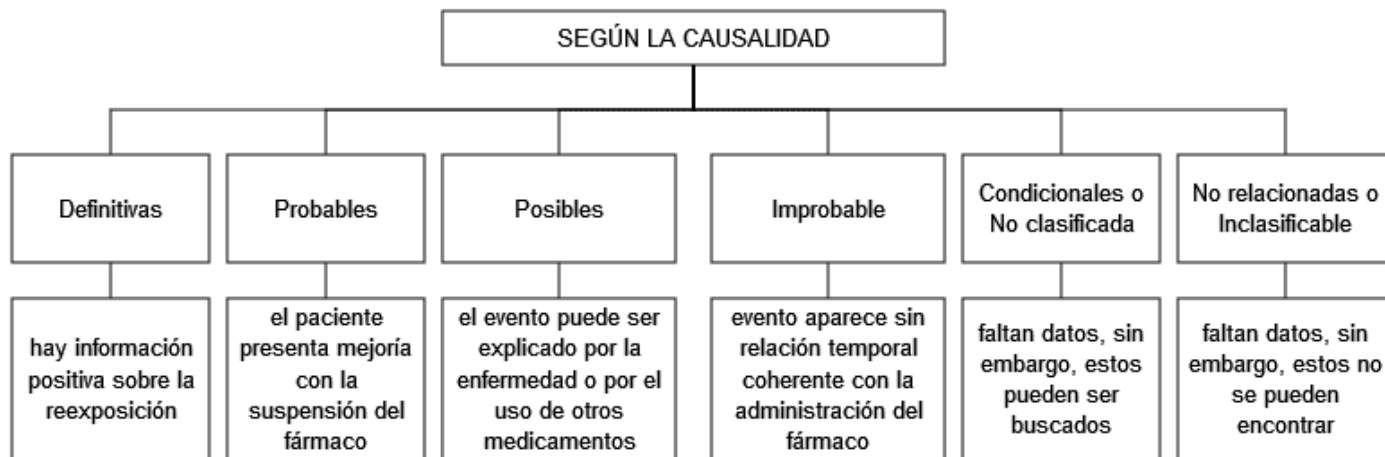 SEGÚN LA CAUSALIDAD
Definitivas
Probables
Posibles
Improbable
Condicionales o
No clasificada
No relacionadas o
Inclasificable
hay información
positiva sobre la
reexposición
el paciente
presenta mejoría
con la
suspensión del
fármaco
el evento puede ser
explicado por la
enfermedad o por el
uso de otros
medicamentos
evento aparece sin
relación temporal
coherente con la
administración del
fármaco
faltan datos, sin
embargo, estos
pueden ser
buscados
faltan datos, sin
embargo, estos no
se pueden
encontrar